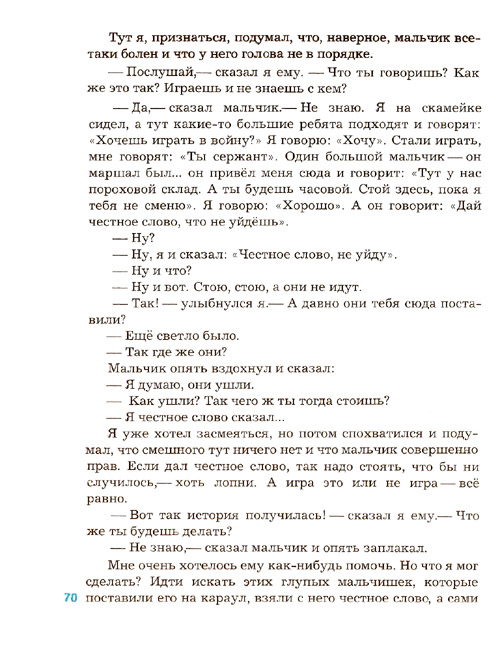 Тут я, признаться, подумал, что, наверное, мальчик все-
таки болен и что у него голова не в порядке.
— Послушай,— сказал я ему. — Что ты говоришь? Как
же это так? Играешь и не знаешь с кем?
— Да,— сказал мальчик.— Не знаю. Я на скамейке
сидел, а тут какие-то большие ребята подходят и говорят:
«Хочешь играть в войну?» Я говорю: «Хочу». Стали играть,
мне говорят: «Ты сержант». Один большой мальчик — он
маршал был... он привёл меня сюда и говорит: «Тут у нас
пороховой склад. А ты будешь часовой. Стой здесь, пока я
тебя не сменю». Я говорю: «Хорошо». А он говорит: «Дай
честное слово, что не уйдёшь».
— Ну?
— Ну, я и сказал: «Честное слово, не уйду».
— Ну и что?
— Ну и вот. Стою, стою, а они не идут.
— Так! — улыбнулся я.— А давно они тебя сюда поста-
вили?
— Ещё светло было.
— Так где же они?
Мальчик опять вздохнул и сказал:
— Я думаю, они ушли.
— Как ушли? Так чего ж ты тогда стоишь?
— Я честное слово сказал...
Я уже хотел засмеяться, но потом спохватился и поду-
мал, что смешного тут ничего нет и что мальчик совершенно
прав. Если дал честное слово, так надо стоять, что бы ни
случилось,— хоть лопни. А игра это или не игра — всё
равно.
— Вот так история получилась! — сказал я ему.— Что
же ты будешь делать?
— Не знаю,— сказал мальчик и опять заплакал.
Мне очень хотелось ему как-нибудь помочь. Но что я мог
сделать? Идти искать этих глупых мальчишек, которые
поставили его на караул, взяли с него честное слово, а сами
70